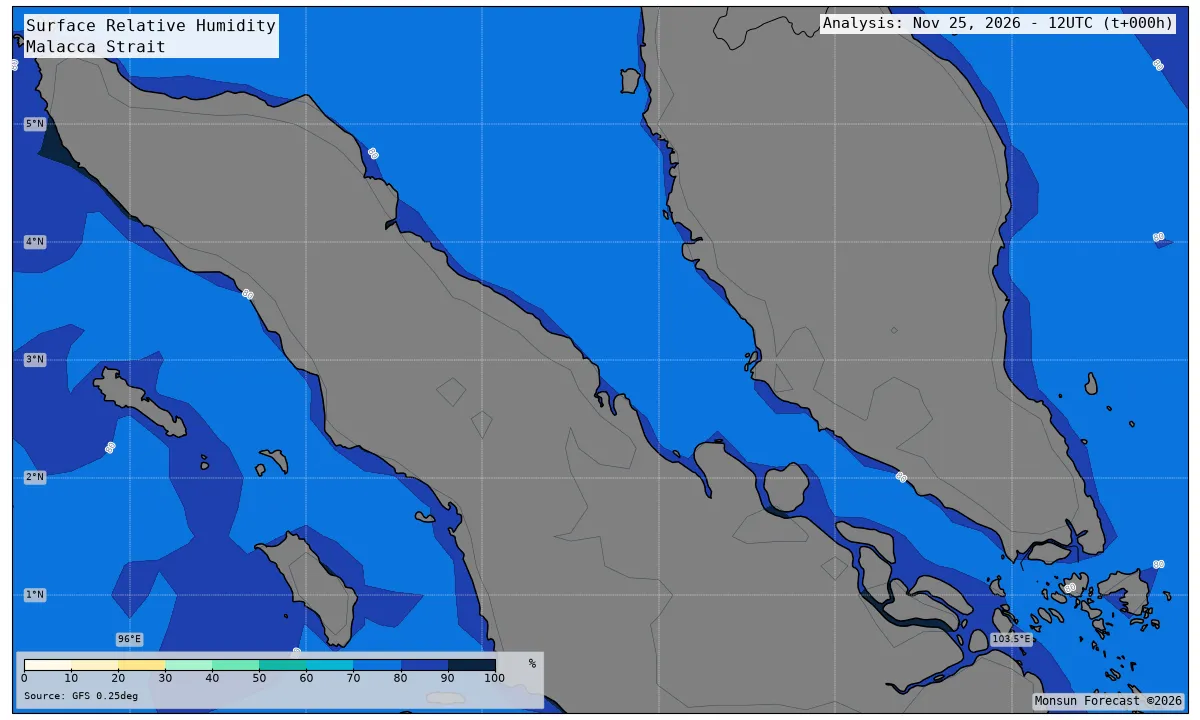 Surface Relative Humidity
Malacca Strait
Analysis: Nov 25, 2026 - 12UTC (t+000h)
80
80
5°N
80
4°N
80
80
3°N
80
2°N
80
80
1°N
80
96°E
103.5°E
80
%
0 10 20 30 40 50 60 70 80 90 100
Source: GFS 0.25deg
Monsun Forecast ©2026